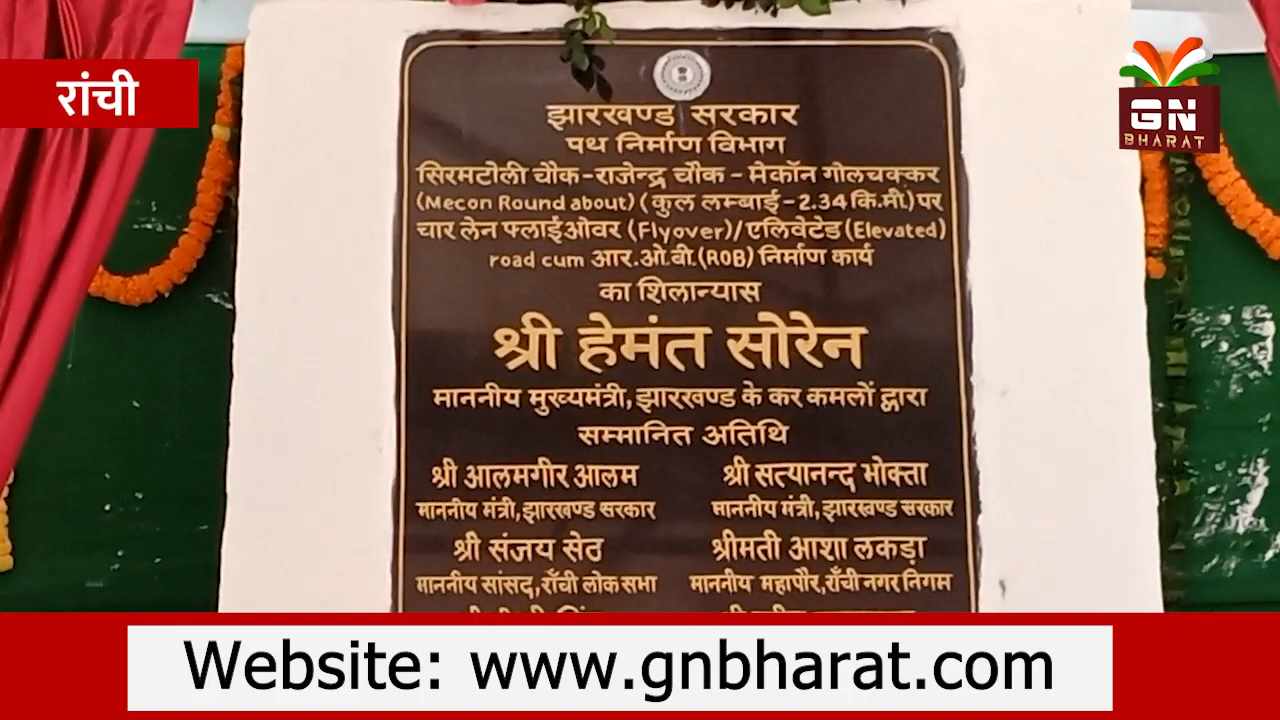 रांची
GN
BHARAT
झारखण्ड सरकार
पथ निर्माण विभाग
सिरमटोली चौक-राजेन्द्र चौक - मेकॉन गोलचक्कर
(Mecon Round about) (कुल लम्बाई-2.34 कि.मी) पर
चार लेन फ्लाईओवर (Flyover)/एलिवेटेड (Elevated)
road cum आर.ओ.बी.(ROB) निर्माण कार्य
का शिलान्यास
श्री हेमंत सोरेन
माननीय मुख्यमंत्री, झारखण्ड के कर कमलों द्वारा
सम्मानित अतिथि
श्री आलमगीर आलम श्री सत्यानन्द भोक्ता
माननीय मंत्री, झारखण्ड सरकार माननीय मंत्री, झारखण्ड सरकार
श्री संजय सेठ श्रीमती आशा लकड़ा
माननीय सांसद, राँची लोक सभा माननीय महापौर, राँची नगर निगम
Website: www.gnbharat.com